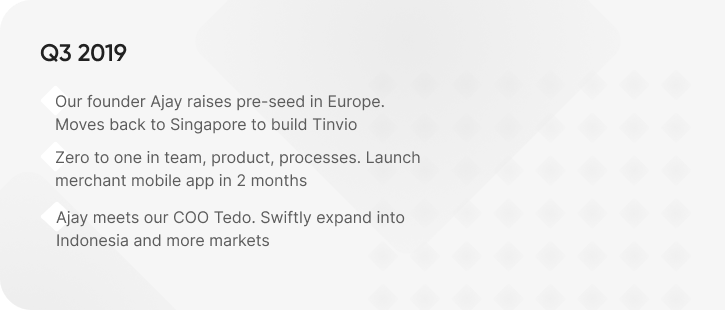 Q3 2019
Our founder Ajay raises pre-seed in Europe.
Moves back to Singapore to build Tinvio
Zero to one in team, product, processes. Launch
merchant mobile app in 2 months
Ajay meets our COO Tedo. Swiftly expand into
Indonesia and more markets